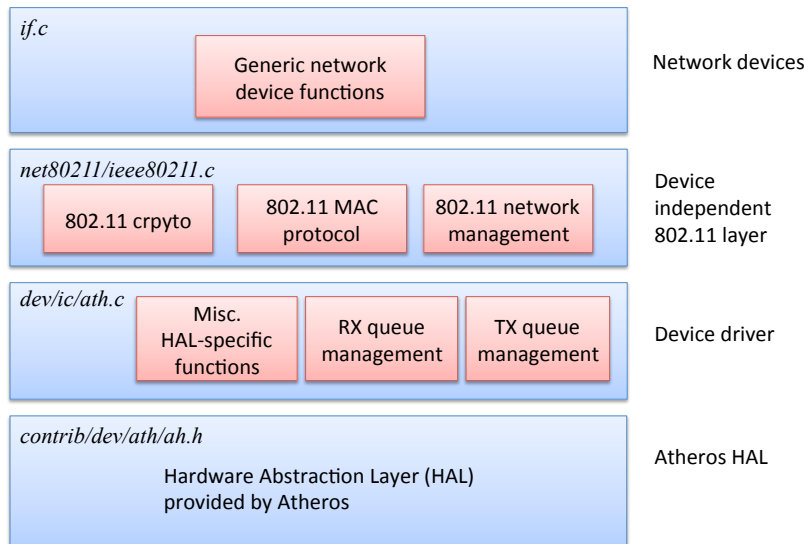 if.c
Generic network
device functions
Network devices
net80211/ieee80211.c
802.11 crpyto
802.11 MAC
protocol
802.11 network
management
Device
independent
802.11 layer
dev/ic/ath.c
Misc.
HAL-specific
functions
RX queue
management
TX queue
management
Device driver
contrib/dev/ath/ah.h
Hardware Abstraction Layer (HAL)
provided by Atheros
Atheros HAL